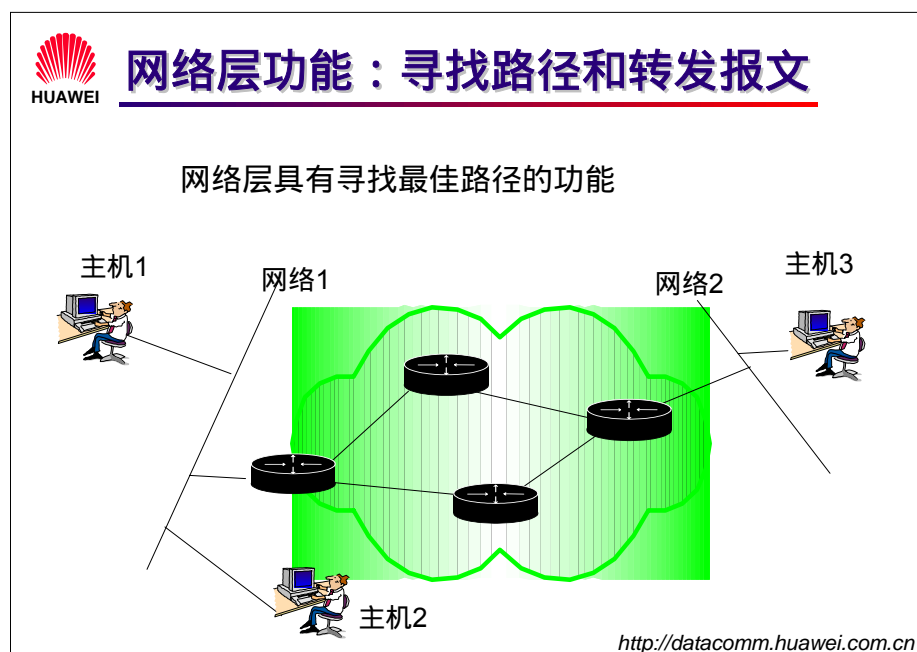 HUAWEI
网络层功能：寻找路径和转发报文
网络层具有寻找最佳路径的功能
主机1
网络1
网络2
主机3
主机2
http://datacomm.huawei.com.cn